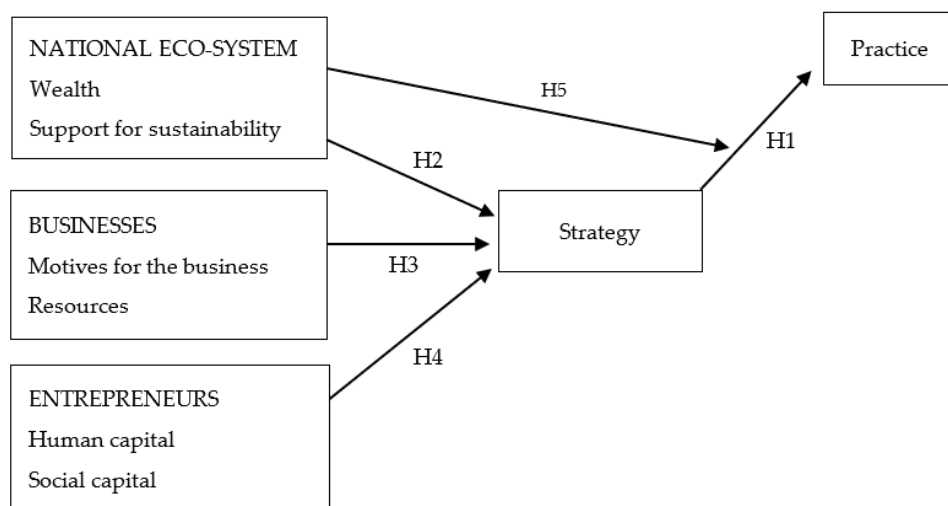 NATIONAL ECO-SYSTEM
Wealth
Support for sustainability
Practice
H5
H1
H2
BUSINESSES
Motives for the business
Resources
Strategy
H3
H4
ENTREPRENEURS
Human capital
Social capital